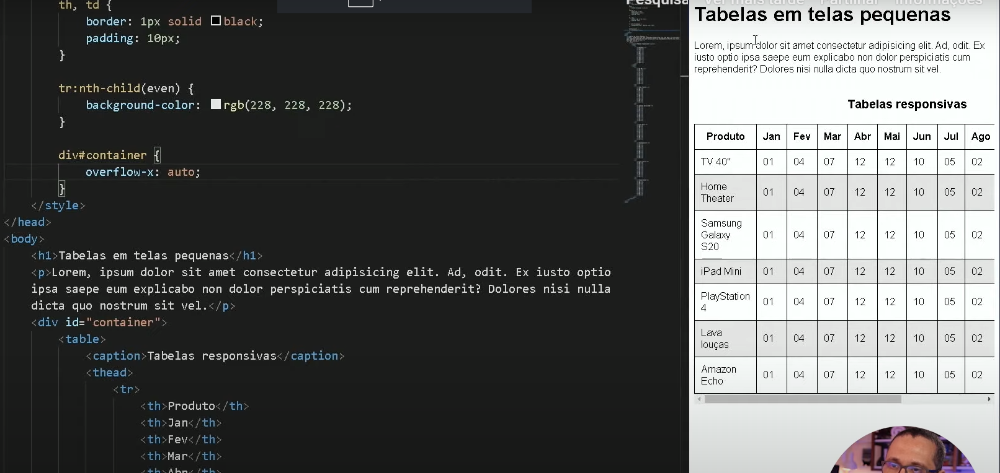 th, td {
border: 1px solid black;
padding: 10px;
}
tr:nth-child(even) {
background-color: rgb(228, 228, 228);
}
div#container {
overflow-x: auto;
}
</style>
</head>
<body>
<h1>Tabelas em telas pequenas</h1>
<p>Lorem, ipsum dolor sit amet consectetur adipisicing elit. Ad, odit. Ex iusto optio
ipsa saepe eum explicabo non dolor perspiciatis cum reprehenderit? Dolores nisi nulla
dicta quo nostrum sit vel.</p>
<div id="container">
<table>
<caption>Tabelas responsivas</caption>
<thead>
<tr>
<th>Produto</th>
<th>Jan</th>
<th>Fev</th>
<th>Mar</th>
<th>Abr</th>
Pesquisa Ver mais tarde Partilhar Informações
Tabelas em telas pequenas
Lorem, ipsum dolor sit amet consectetur adipisicing elit. Ad, odit. Ex
iusto optio ipsa saepe eum explicabo non dolor perspiciatis cum
reprehenderit? Dolores nisi nulla dicta quo nostrum sit vel.
Tabelas responsivas
Produto Jan Fev Mar Abr Mai Jun Jul Ago
TV 40" 01 04 07 12 12 10 05 02
Home
Theater 01 04 07 12 12 10 05 02
Samsung
Galaxy 01 04 07 12 12 10 05 02
S20
iPad Mini 01 04 07 12 12 10 05 02
PlayStation
4 01 04 07 12 12 10 05 02
Lava
louças 01 04 07 12 12 10 05 02
Amazon
Echo 01 04 07 12 12 10 05 02